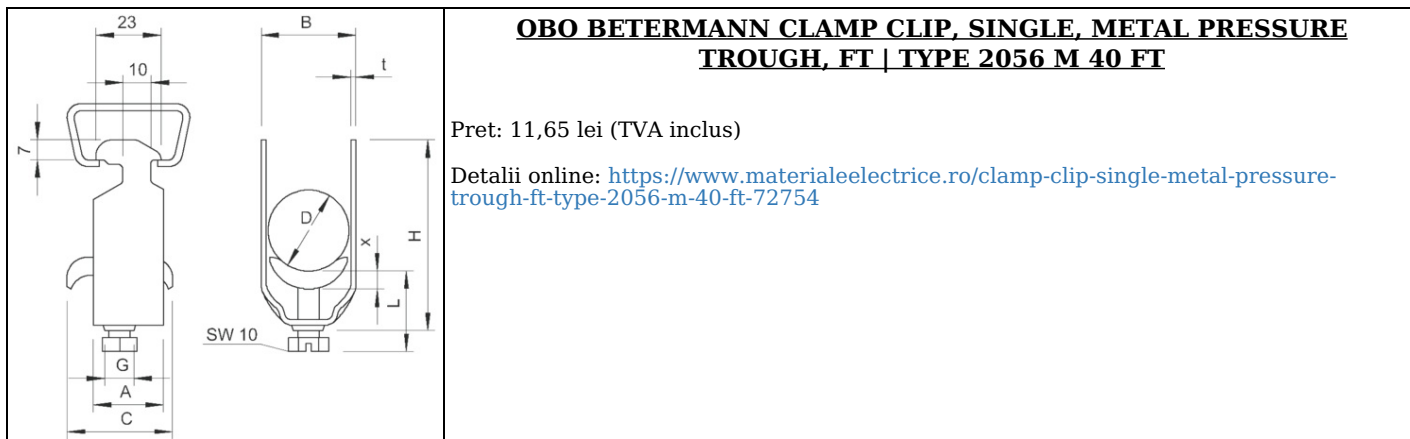 23
10
7
G
A
C
B
t
D
x
H
L
SW 10
OBO BETERMANN CLAMP CLIP, SINGLE, METAL PRESSURE
TROUGH, FT | TYPE 2056 M 40 FT
Pret: 11,65 lei (TVA inclus)
Detalii online: https://www.materialeelectrice.ro/clamp-clip-single-metal-pressure-
trough-ft-type-2056-m-40-ft-72754